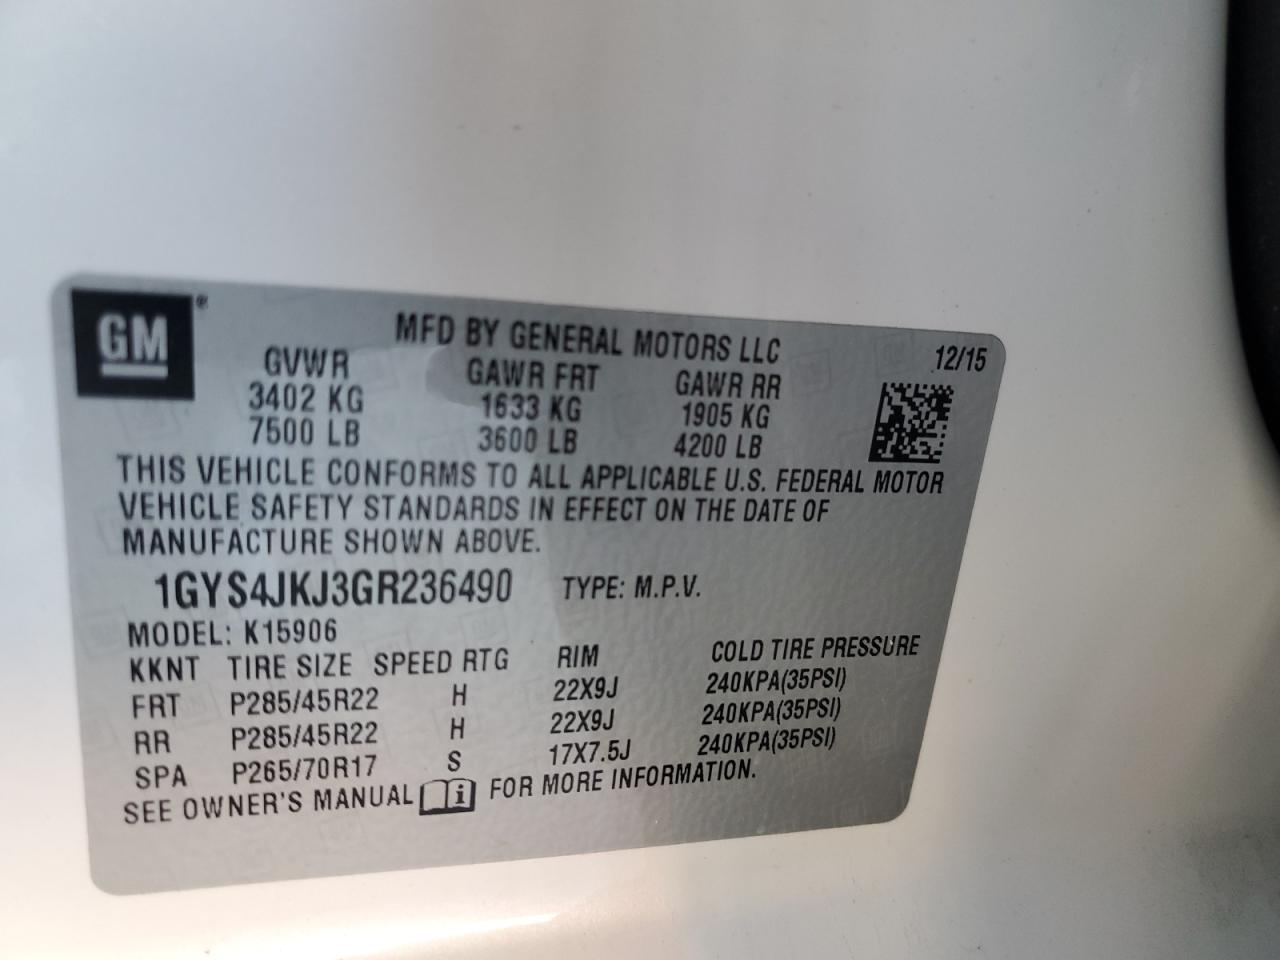 GM ®
MFD BY GENERAL MOTORS LLC 12/15
GVWR GAWR FRT GAWR RR
3402 KG 1633 KG 1905 KG
7500 LB 3600 LB 4200 LB
THIS VEHICLE CONFORMS TO ALL APPLICABLE U.S. FEDERAL MOTOR
VEHICLE SAFETY STANDARDS IN EFFECT ON THE DATE OF
MANUFACTURE SHOWN ABOVE.
1GYS4JKJ3GR236490 TYPE: M.P.V.
MODEL: K15906
KKNT TIRE SIZE SPEED RTG RIM COLD TIRE PRESSURE
FRT P285/45R22 H 22X9J 240KPA(35PSI)
RR P285/45R22 H 22X9J 240KPA(35PSI)
SPA P265/70R17 S 17X7.5J 240KPA(35PSI)
SEE OWNER'S MANUAL i FOR MORE INFORMATION.